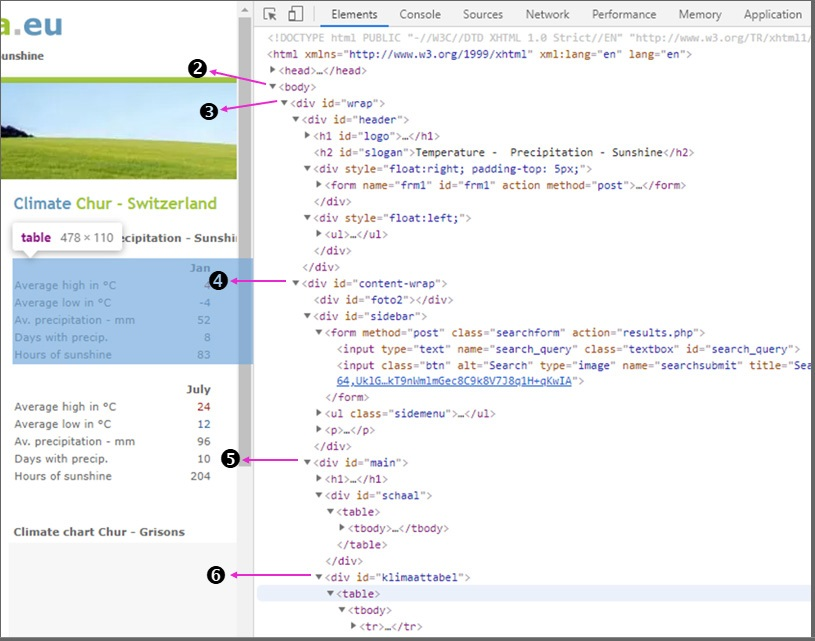 a.eu
unshine
Climate Chur - Switzerland
table 478 × 110
ecipitation - Sunshi
Jan
Average high in °C 4
Average low in °C -4
Av. precipitation - mm 52
Days with precip. 8
Hours of sunshine 83
July
Average high in °C 24
Average low in °C 12
Av. precipitation - mm 96
Days with precip. 10
Hours of sunshine 204
Climate chart Chur - Grisons
❷
❸
❹
❺
❻
Elements Console Sources Network Performance Memory Application
<!DOCTYPE html PUBLIC "-//W3C//DTD XHTML 1.0 Strict//EN" "http://www.w3.org/TR/xhtml1/
<html xmlns="http://www.w3.org/1999/xhtml" xml:lang="en" lang="en">
<head>…</head>
<body>
<div id="wrap">
<div id="header">
<h1 id="logo">…</h1>
<h2 id="slogan">Temperature - Precipitation - Sunshine</h2>
<div style="float:right; padding-top: 5px;">
<form name="frm1" id="frm1" action method="post">…</form>
</div>
<div style="float:left;">
<ul>…</ul>
</div>
</div>
<div id="content-wrap">
<div id="foto2"></div>
<div id="sidebar">
<form method="post" class="searchform" action="results.php">
<input type="text" name="search_query" class="textbox" id="search_query">
<input class="btn" alt="Search" type="image" name="searchsubmit" title="Sea
64,UklG…kT9nWmlmGec8C9k8V7J8q1H+qKwIA">
</form>
<ul class="sidemenu">…</ul>
<p>…</p>
</div>
<div id="main">
<h1>…</h1>
<div id="schaal">
<table>
<tbody>…</tbody>
</table>
</div>
<div id="klimaattabel">
<table>
<tbody>
<tr>…</tr>